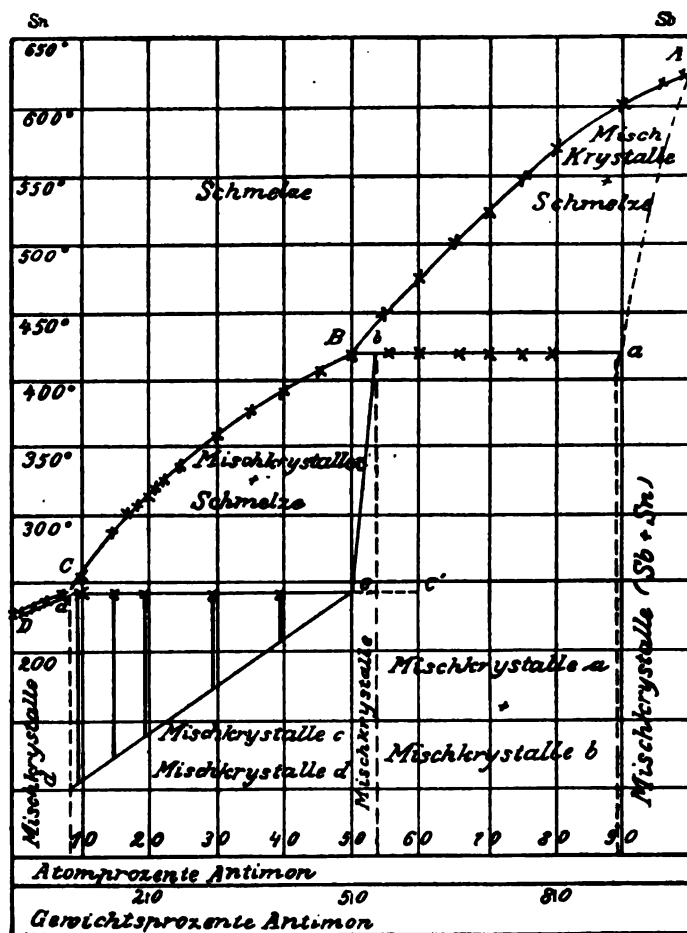 Sn Sb
650°
A
600°
Misch
Krystalle
+
550°
Schmelze Schmelze
500°
450°
B b a
400°
350°
Mischkrystalle
+
Schmelze
300°
C
c c'
D d
200
Mischkrystalle d
Mischkrystalle
Mischkrystalle a
+
Mischkrystalle b
Mischkrystalle (Sb + Sn)
Mischkrystalle c
Mischkrystalle d
10 20 30 40 50 60 70 80 90
Atomprozente Antimon
20 50 80
Gewichtsprozente Antimon